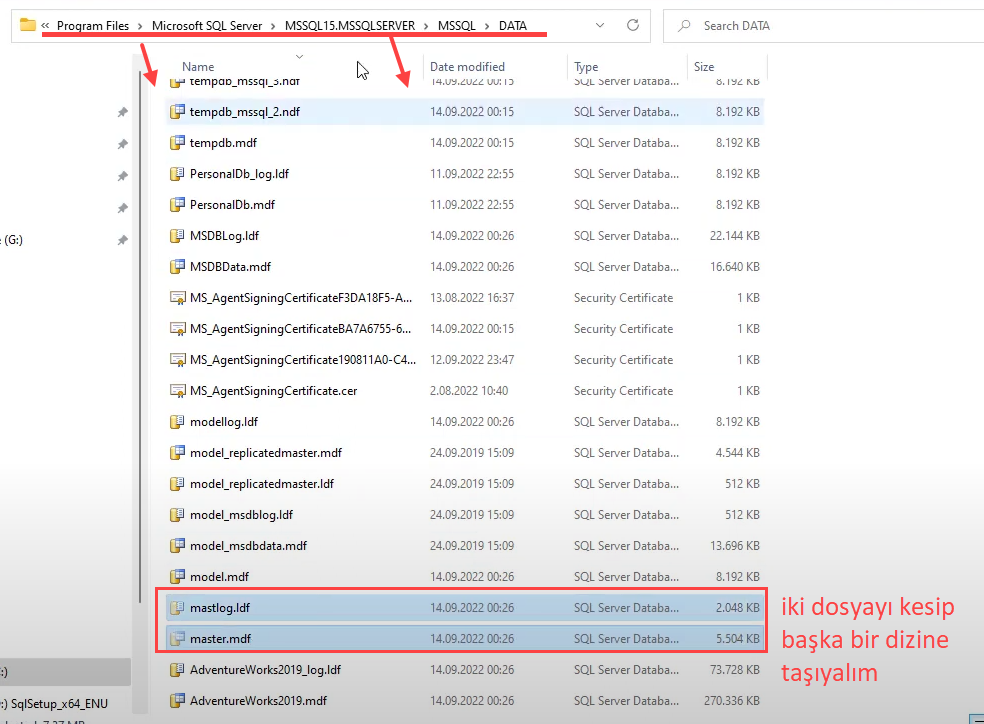 « Program Files › Microsoft SQL Server › MSSQL15.MSSQLSERVER › MSSQL › DATA
Search DATA
Name Date modified Type Size
tempdb_mssql_3.ndf 14.09.2022 00:15 SQL Server Databa... 8.192 KB
tempdb_mssql_2.ndf 14.09.2022 00:15 SQL Server Databa... 8.192 KB
tempdb.mdf 14.09.2022 00:15 SQL Server Databa... 8.192 KB
PersonalDb_log.ldf 11.09.2022 22:55 SQL Server Databa... 8.192 KB
PersonalDb.mdf 11.09.2022 22:55 SQL Server Databa... 8.192 KB
(G:) MSDBLog.ldf 14.09.2022 00:26 SQL Server Databa... 22.144 KB
MSDBData.mdf 14.09.2022 00:26 SQL Server Databa... 16.640 KB
MS_AgentSigningCertificateF3DA18F5-A... 13.08.2022 16:37 Security Certificate 1 KB
MS_AgentSigningCertificateBA7A6755-6... 14.09.2022 00:15 Security Certificate 1 KB
MS_AgentSigningCertificate190811A0-C4... 12.09.2022 23:47 Security Certificate 1 KB
MS_AgentSigningCertificate.cer 2.08.2022 10:40 Security Certificate 1 KB
modellog.ldf 14.09.2022 00:26 SQL Server Databa... 8.192 KB
model_replicatedmaster.mdf 24.09.2019 15:09 SQL Server Databa... 4.544 KB
model_replicatedmaster.ldf 24.09.2019 15:09 SQL Server Databa... 512 KB
model_msdblog.ldf 24.09.2019 15:09 SQL Server Databa... 512 KB
model_msdbdata.mdf 24.09.2019 15:09 SQL Server Databa... 13.696 KB
model.mdf 14.09.2022 00:26 SQL Server Databa... 8.192 KB
mastlog.ldf 14.09.2022 00:26 SQL Server Databa... 2.048 KB
master.mdf 14.09.2022 00:26 SQL Server Databa... 5.504 KB
iki dosyayı kesip
başka bir dizine
taşıyalım
:) AdventureWorks2019_log.ldf 14.09.2022 00:26 SQL Server Databa... 73.728 KB
:) SqlSetup_x64_ENU AdventureWorks2019.mdf 14.09.2022 00:26 SQL Server Databa... 270.336 KB